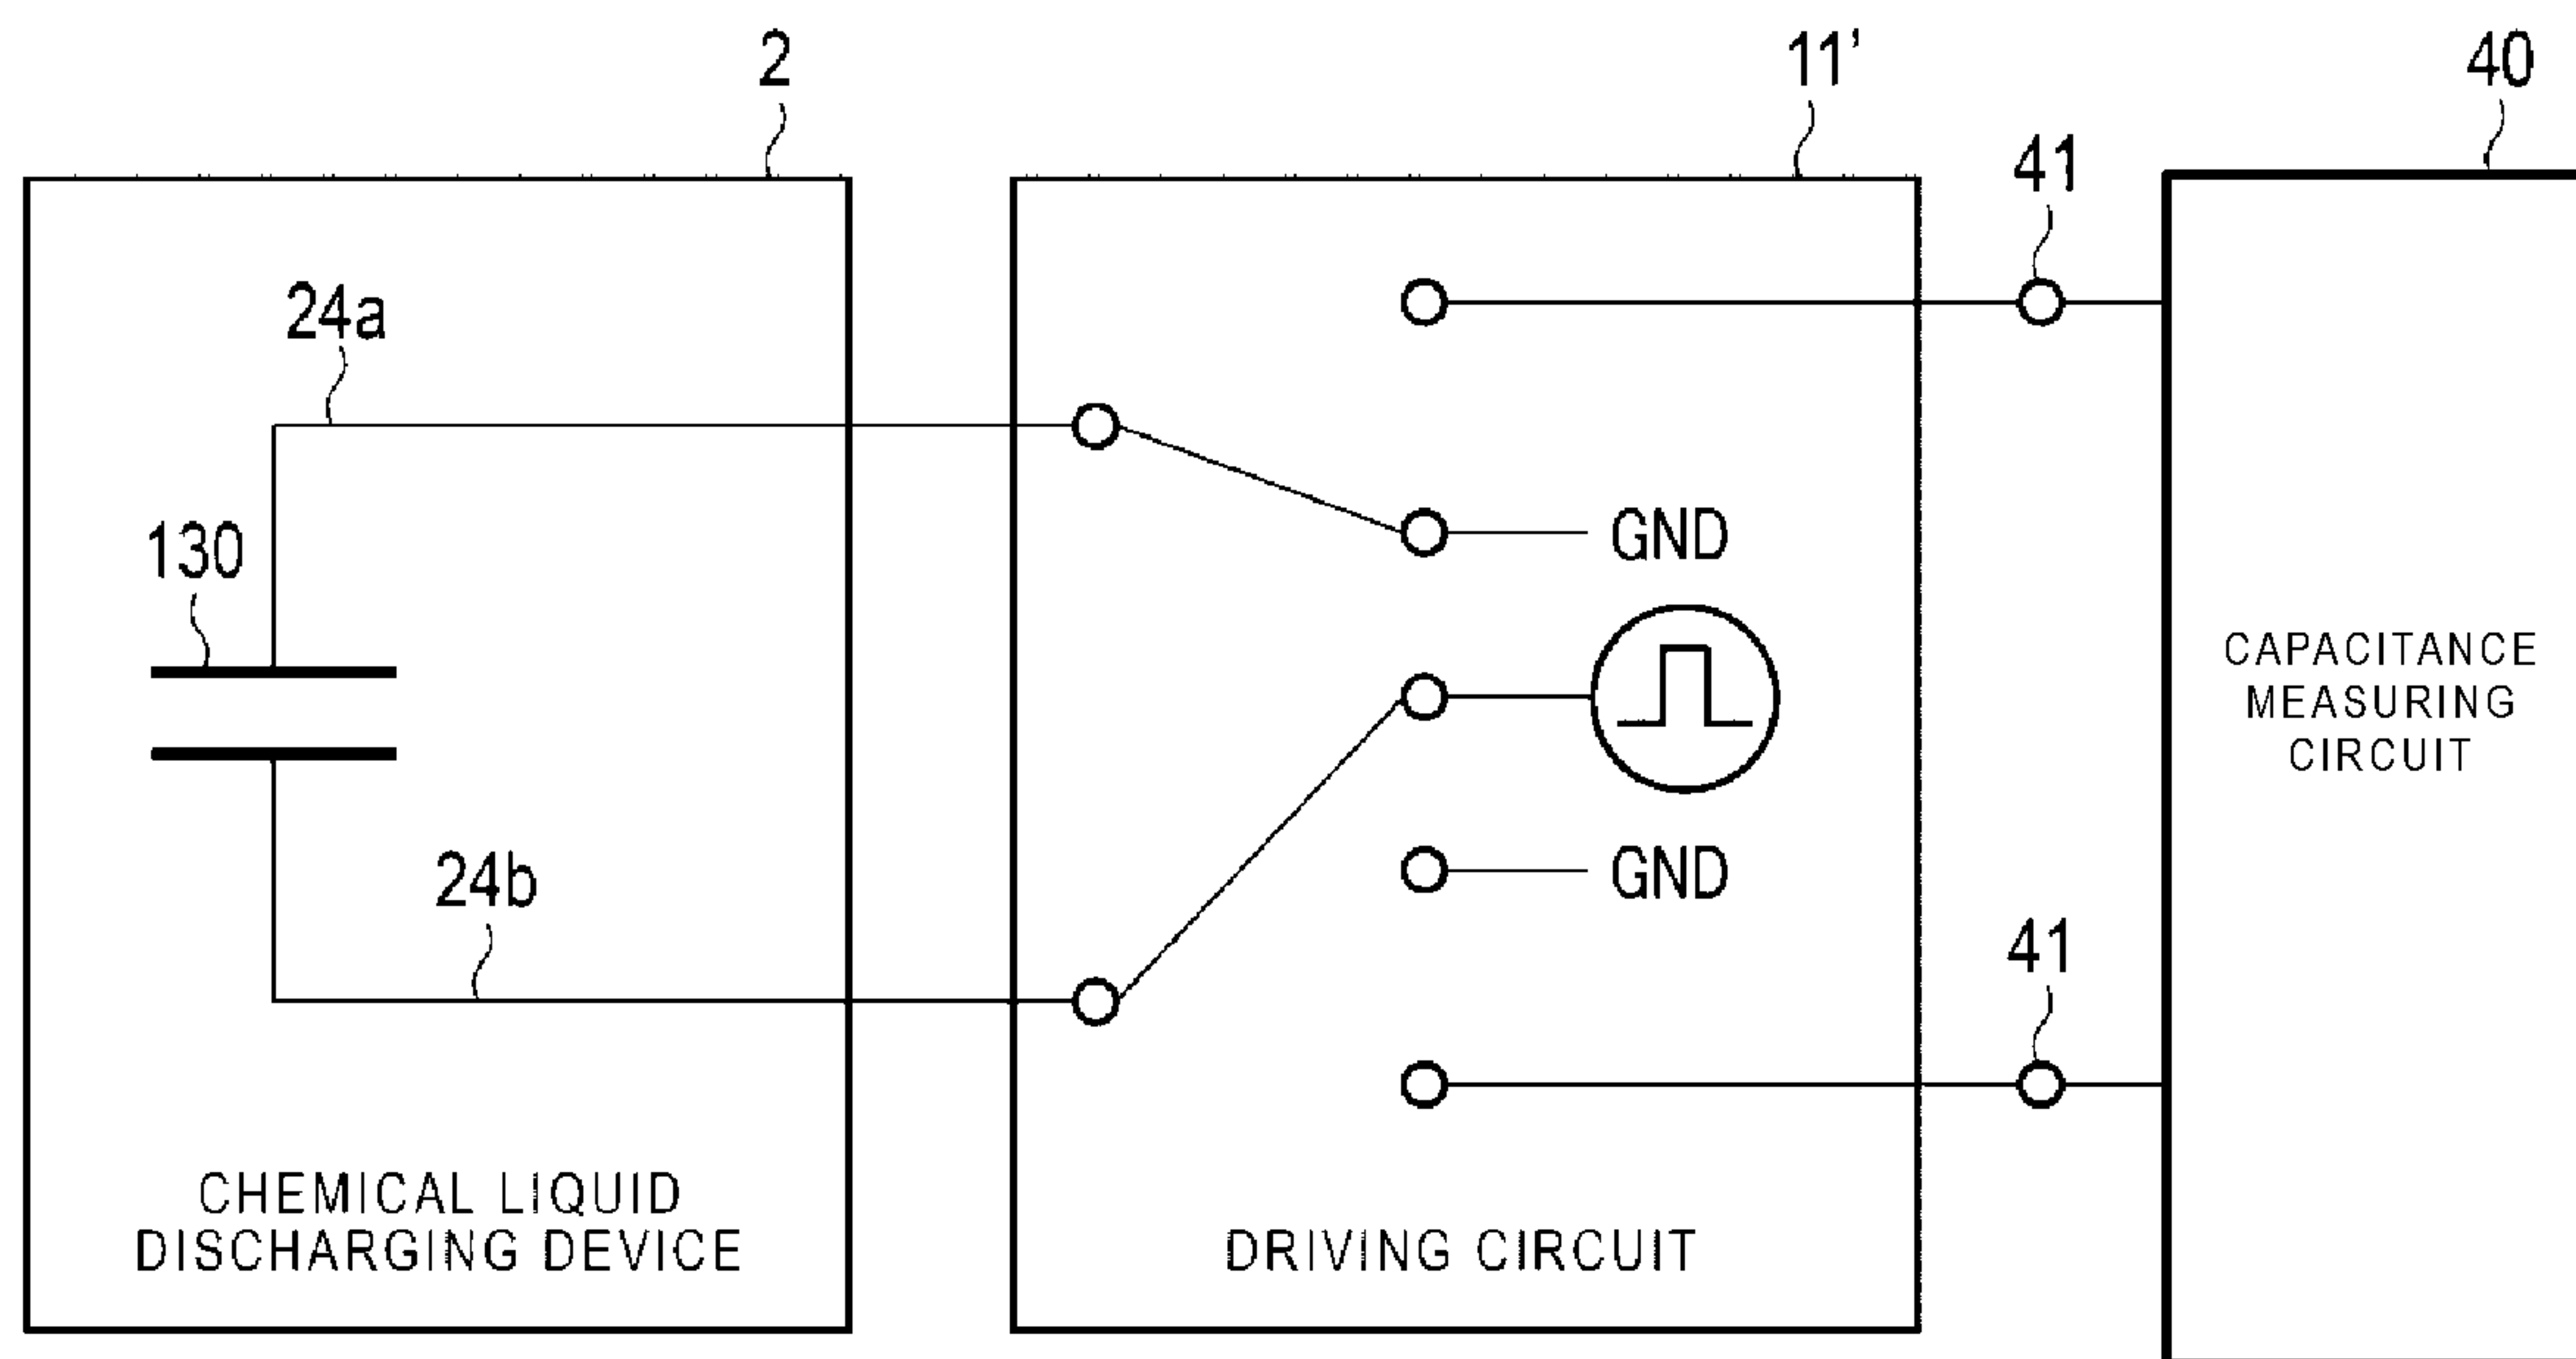 2
11’
40
41
24a
130
GND
CAPACITANCE
MEASURING
CIRCUIT
24b
GND
41
CHEMICAL LIQUID
DISCHARGING DEVICE
DRIVING CIRCUIT